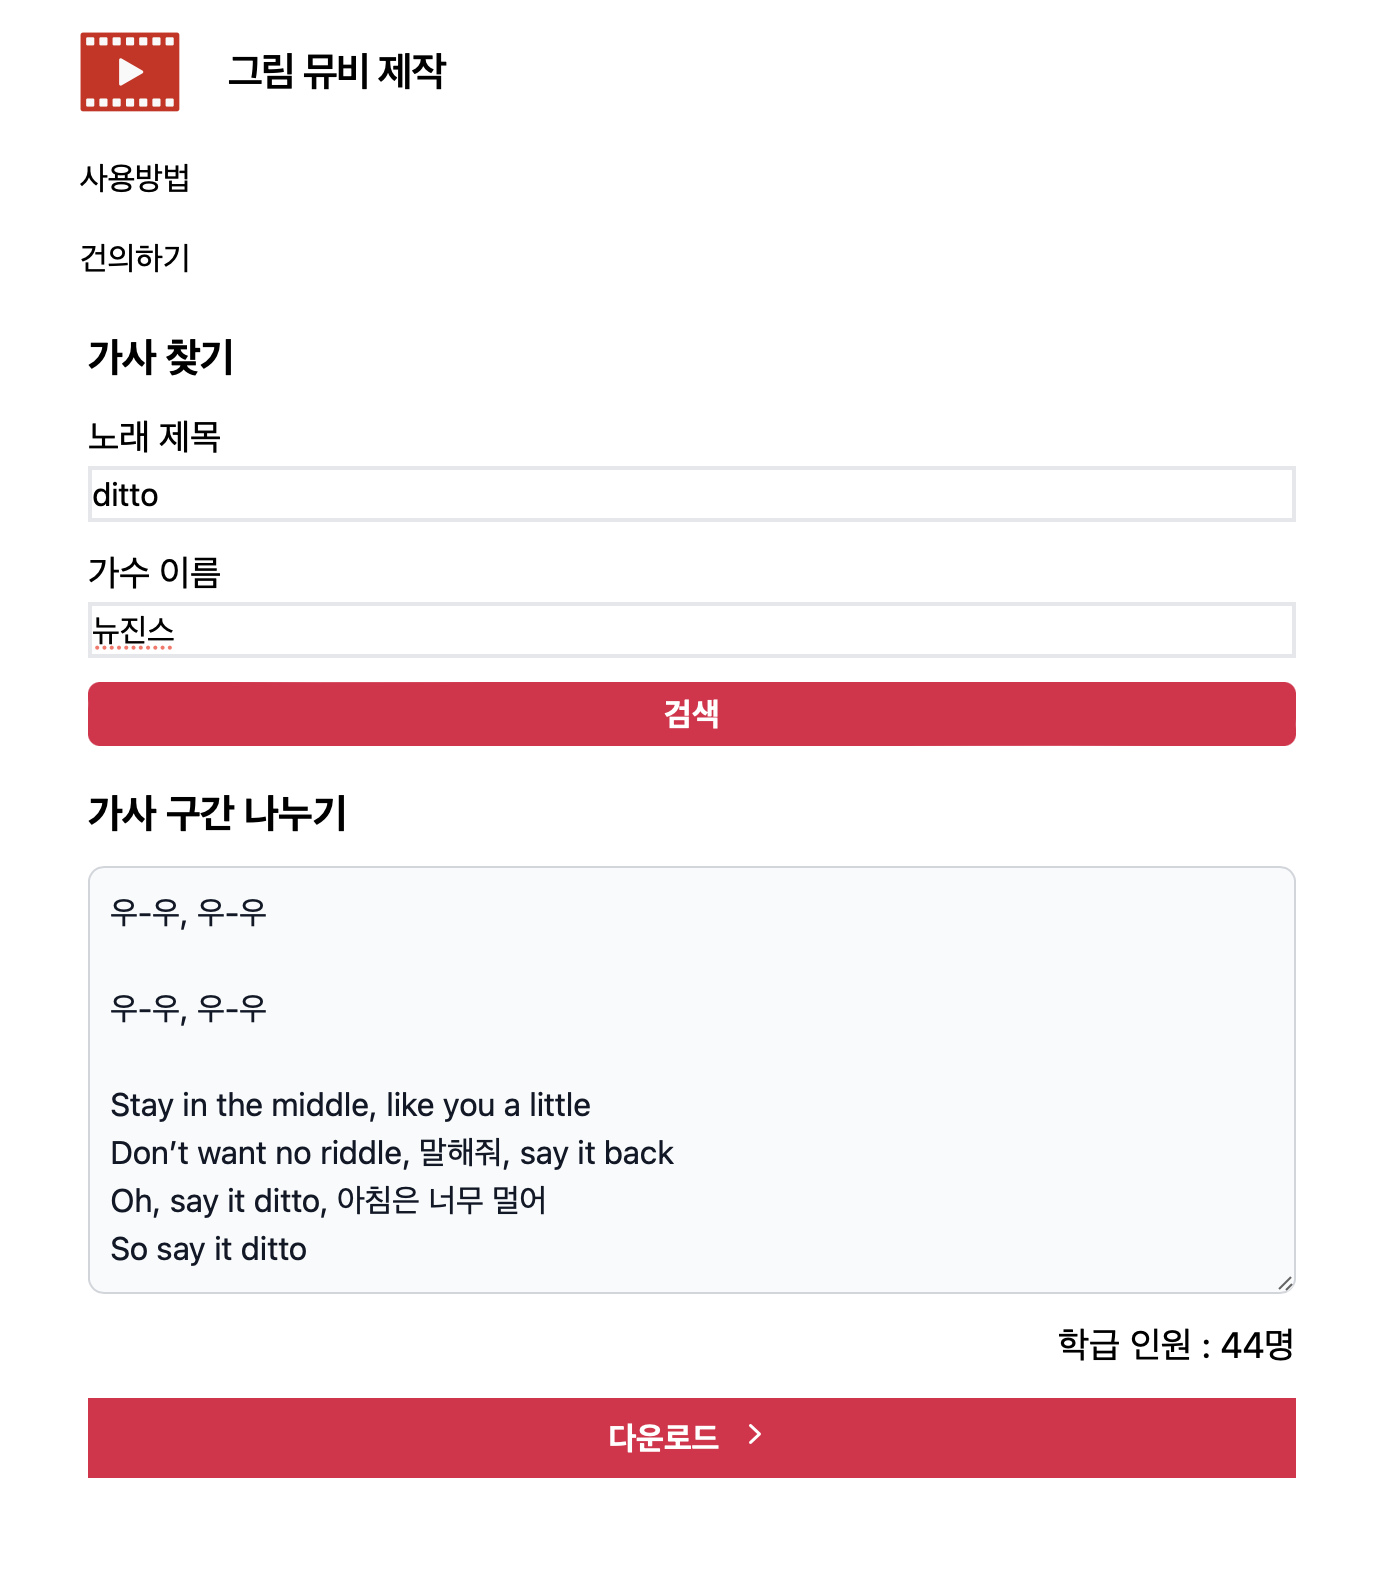 그림 뮤비 제작
사용방법
건의하기
가사 찾기
노래 제목
ditto
가수 이름
뉴진스
검색
가사 구간 나누기
우-우, 우-우
우-우, 우-우
Stay in the middle, like you a little
Don’t want no riddle, 말해줘, say it back
Oh, say it ditto, 아침은 너무 멀어
So say it ditto
학급 인원 : 44명
다운로드